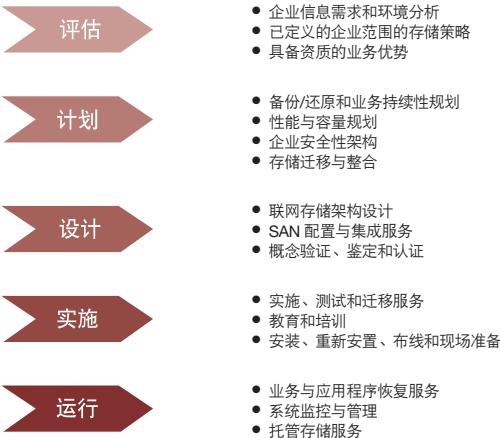 评估
● 企业信息需求和环境分析
● 已定义的企业范围的存储策略
● 具备资质的业务优势
计划
● 备份/还原和业务持续性规划
● 性能与容量规划
● 企业安全性架构
● 存储迁移与整合
设计
● 联网存储架构设计
● SAN 配置与集成服务
● 概念验证、鉴定和认证
实施
● 实施、测试和迁移服务
● 教育和培训
● 安装、重新安置、布线和现场准备
运行
● 业务与应用程序恢复服务
● 系统监控与管理
● 托管存储服务